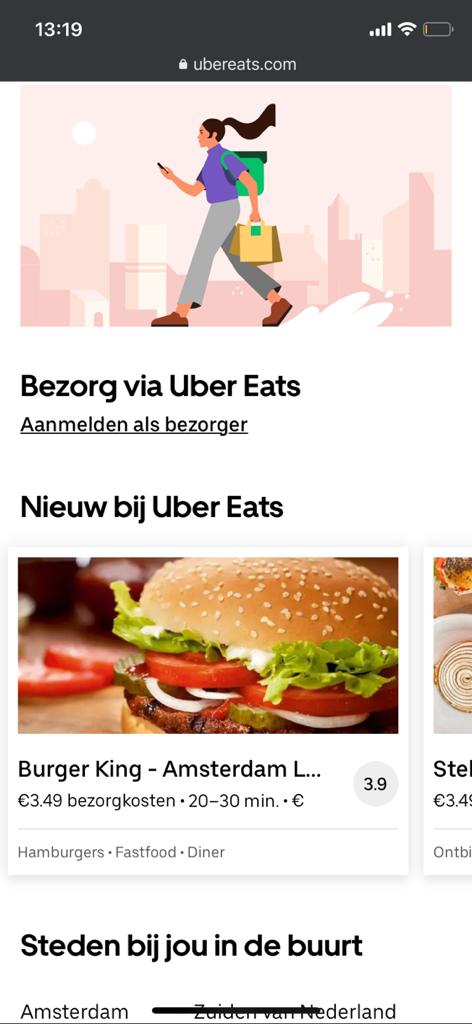 13:19
ubereats.com
Bezorg via Uber Eats
Aanmelden als bezorger
Nieuw bij Uber Eats
Burger King - Amsterdam L...
3.9
€3.49 bezorgkosten • 20–30 min. • €
Hamburgers • Fastfood • Diner
Stel
€3.49
Ontbi
Steden bij jou in de buurt
Amsterdam
Zuiden van Nederland